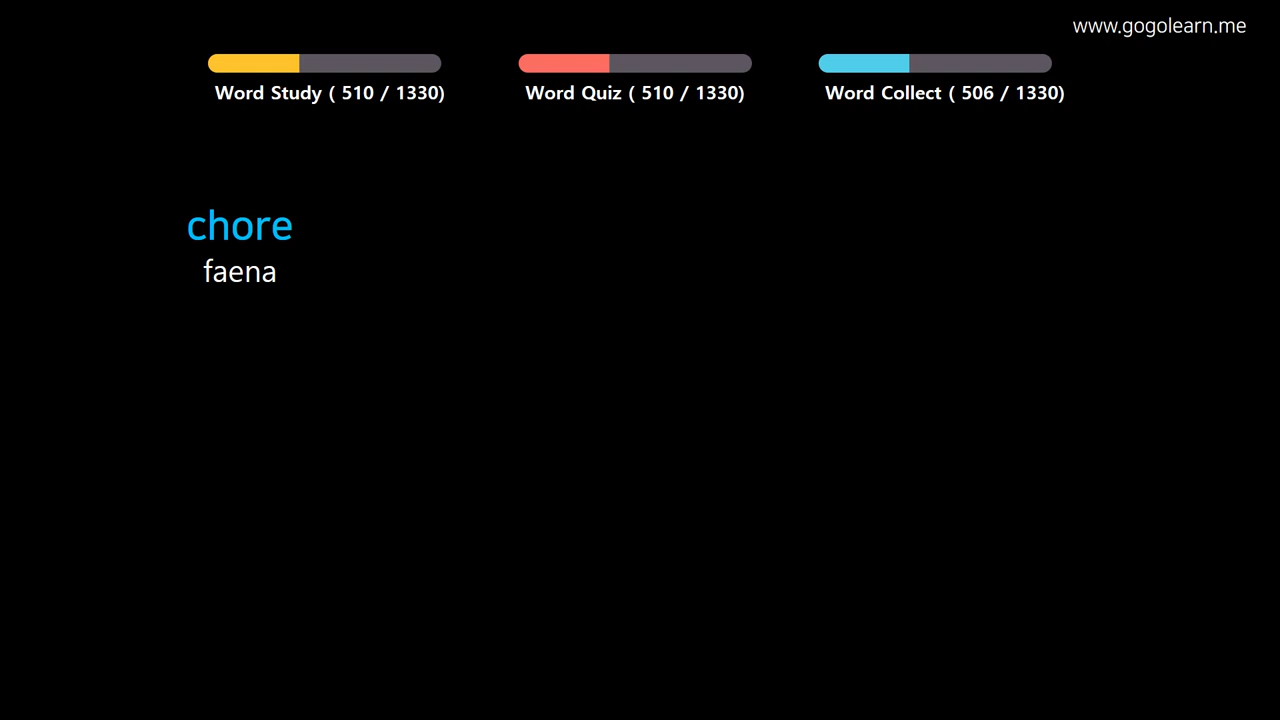 www.gogolearn.me
Word Study ( 510 / 1330)
Word Quiz ( 510 / 1330)
Word Collect ( 506 / 1330)
chore
faena